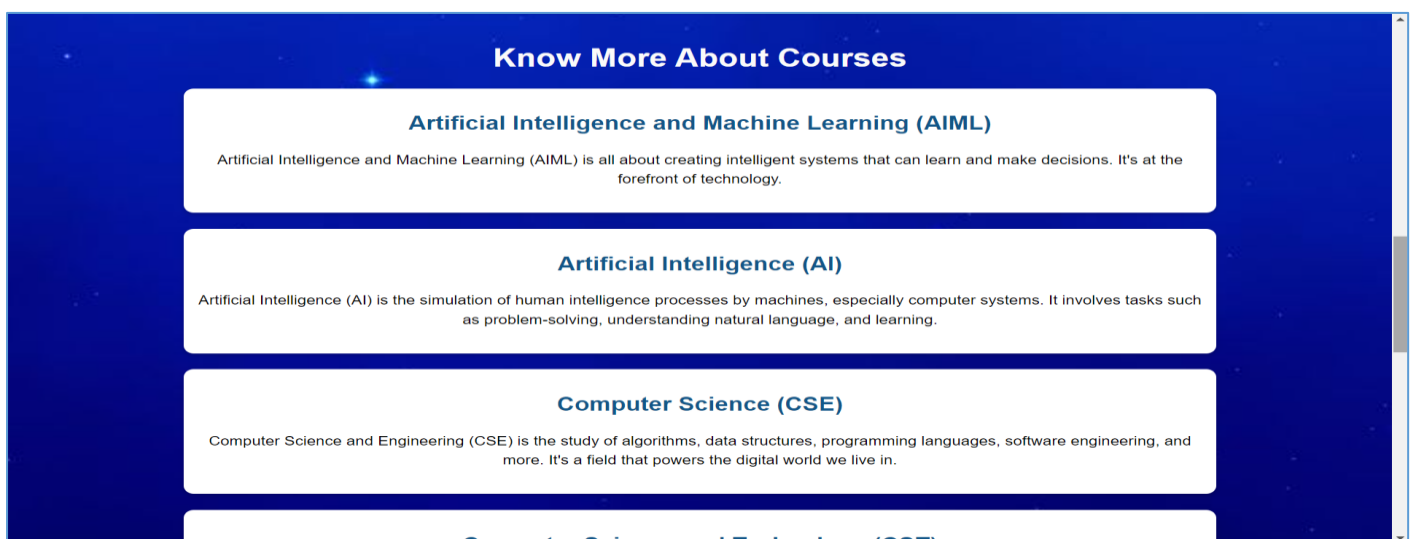 Know More About Courses
Artificial Intelligence and Machine Learning (AIML)
Artificial Intelligence and Machine Learning (AIML) is all about creating intelligent systems that can learn and make decisions. It's at the
forefront of technology.
Artificial Intelligence (AI)
Artificial Intelligence (AI) is the simulation of human intelligence processes by machines, especially computer systems. It involves tasks such
as problem-solving, understanding natural language, and learning.
Computer Science (CSE)
Computer Science and Engineering (CSE) is the study of algorithms, data structures, programming languages, software engineering, and
more. It's a field that powers the digital world we live in.
Computer Science and Technology (CST)